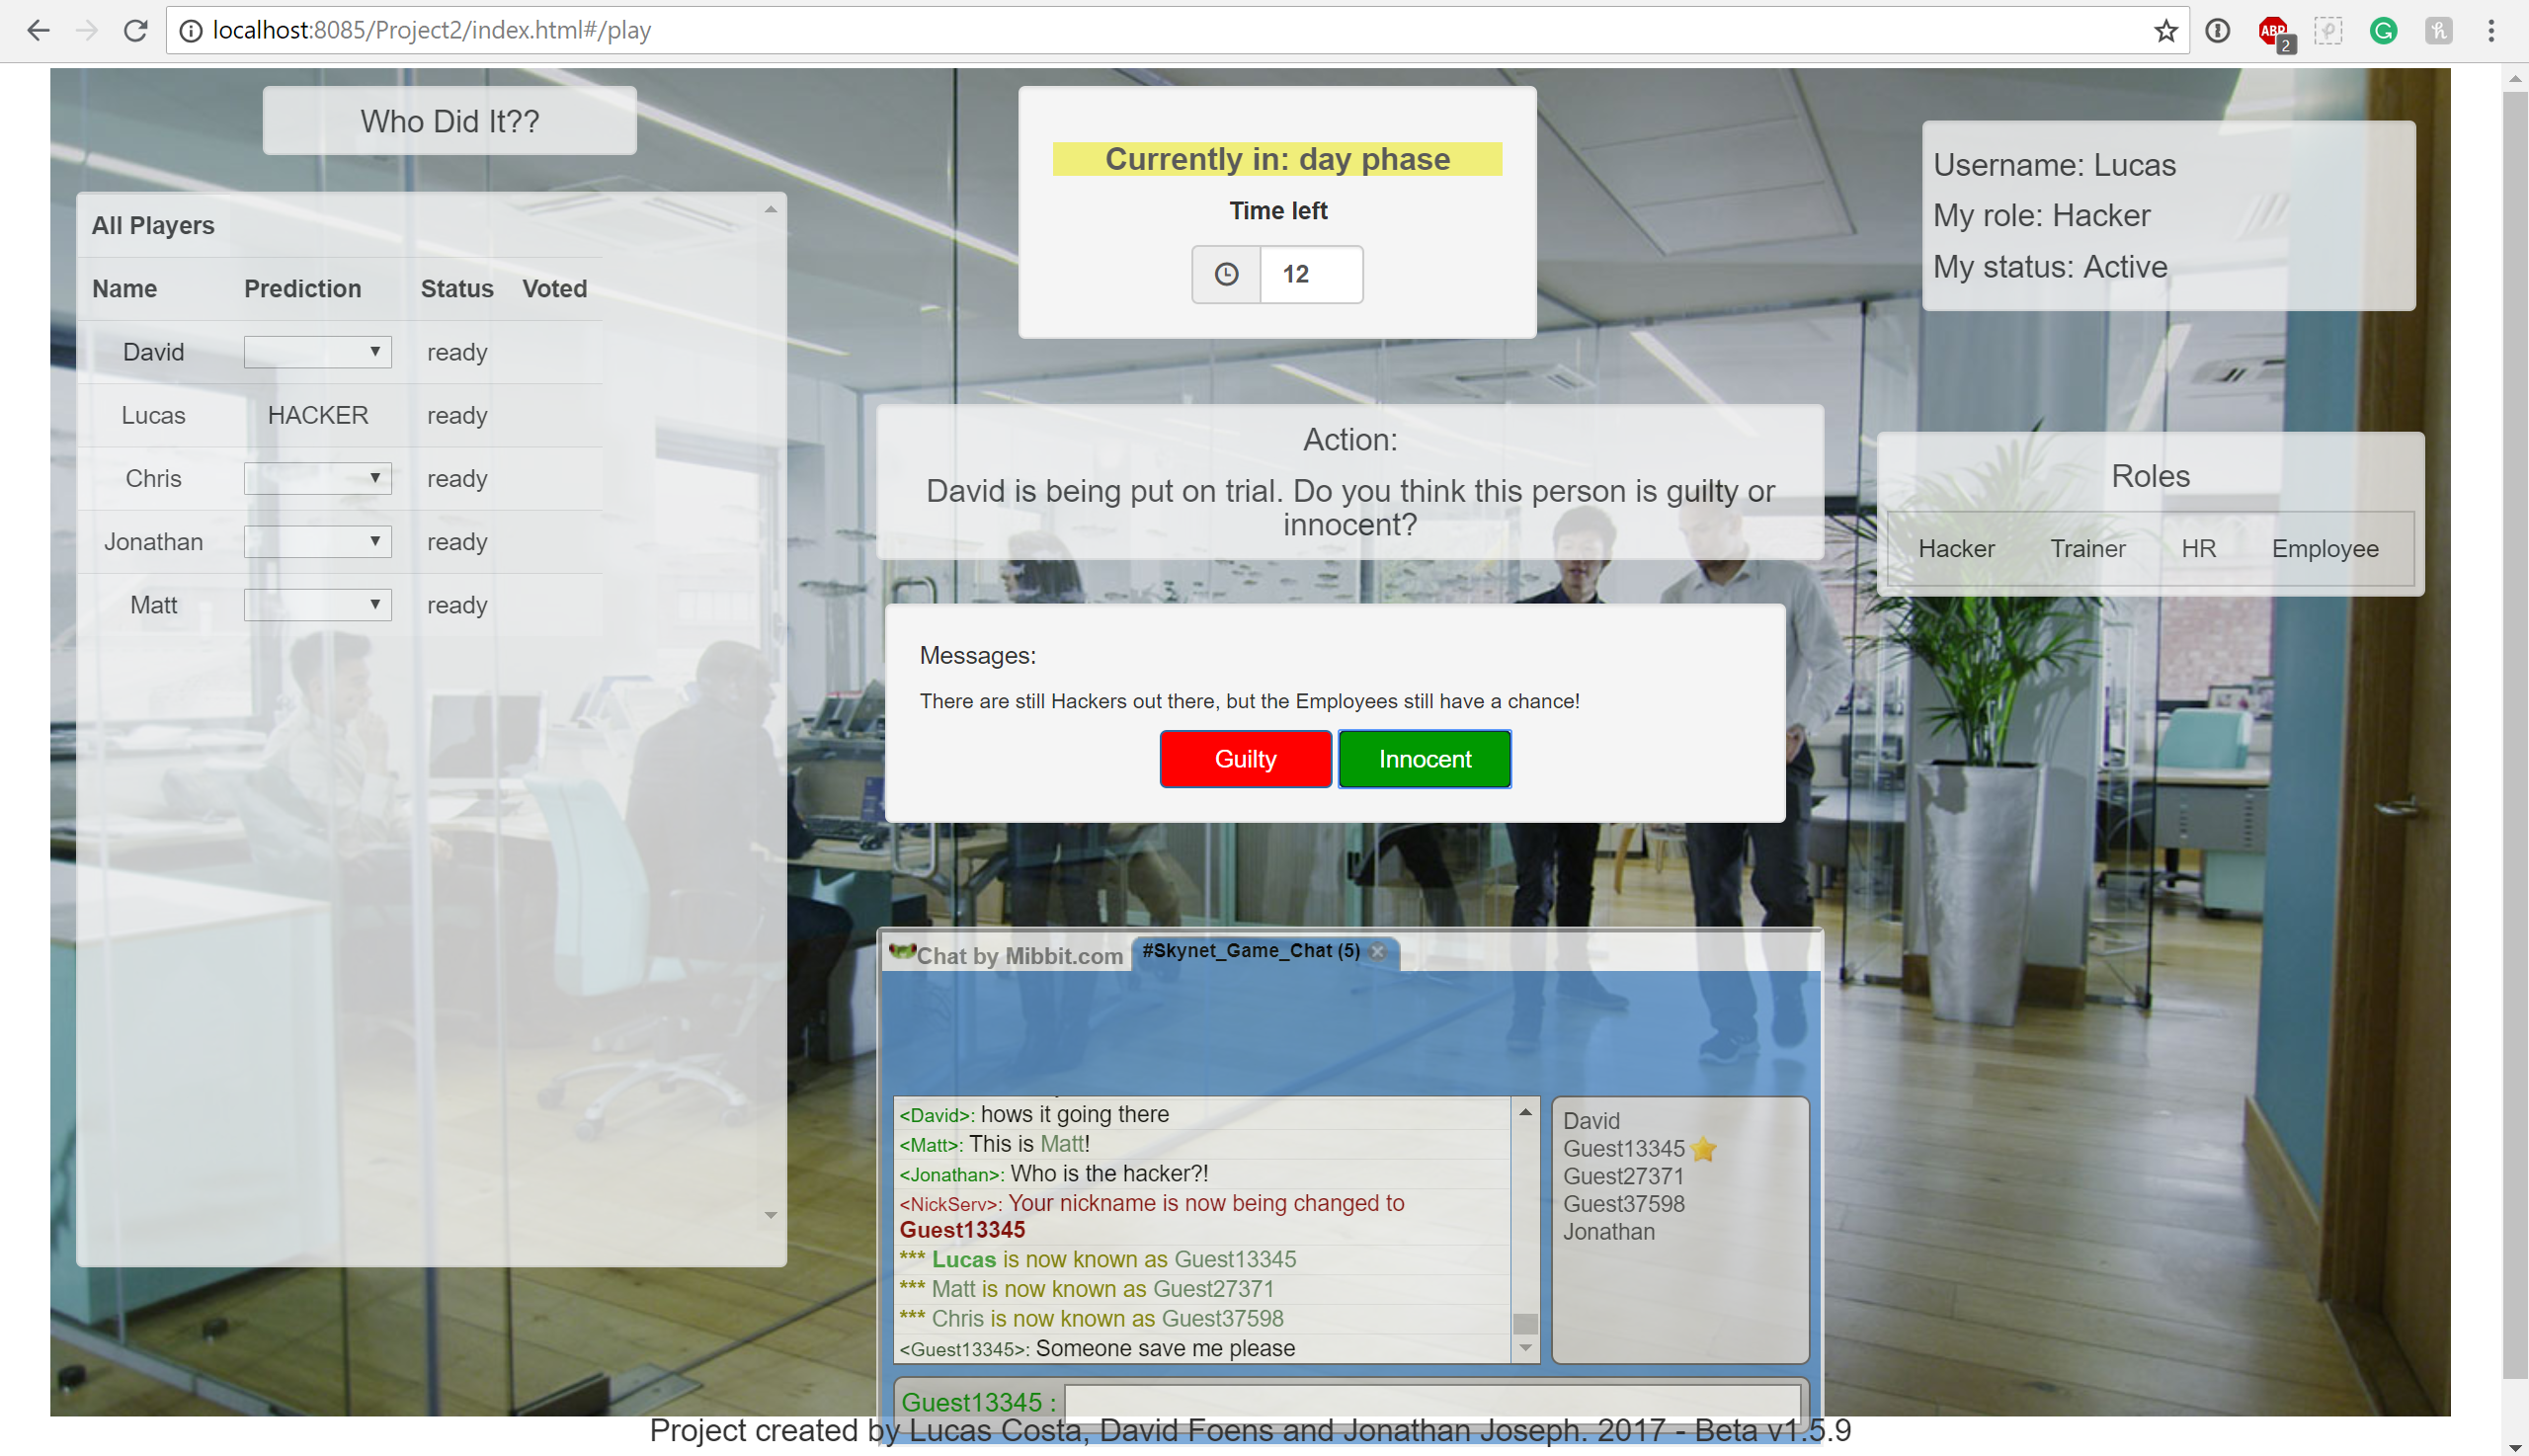 localhost:8085/Project2/index.html#/play
ABP
2
Who Did It??
All Players
Name Prediction Status Voted
David ready
Lucas HACKER ready
Chris ready
Jonathan ready
Matt ready
Currently in: day phase
Time left
12
Username: Lucas
My role: Hacker
My status: Active
Action:
David is being put on trial. Do you think this person is guilty or
innocent?
Roles
Hacker Trainer HR Employee
Messages:
There are still Hackers out there, but the Employees still have a chance!
Guilty Innocent
Chat by Mibbit.com #Skynet_Game_Chat (5)
<David>: hows it going there
<Matt>: This is Matt!
<Jonathan>: Who is the hacker?!
<NickServ>: Your nickname is now being changed to
Guest13345
*** Lucas is now known as Guest13345
*** Matt is now known as Guest27371
*** Chris is now known as Guest37598
<Guest13345>: Someone save me please
David
Guest13345
Guest27371
Guest37598
Jonathan
Guest13345 :
Project created by Lucas Costa, David Foens and Jonathan Joseph. 2017 - Beta v1.5.9